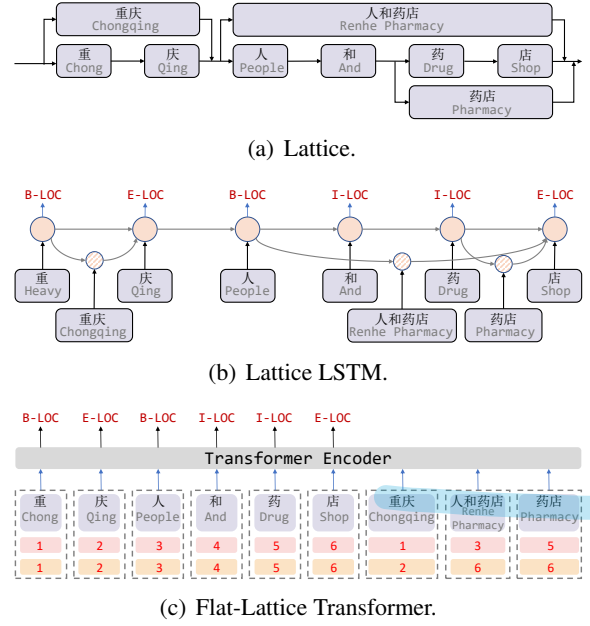 重庆
Chongqing
人和药店
Renhe Pharmacy
重
Chong
庆
Qing
人
People
和
And
药
Drug
店
Shop
药店
Pharmacy
(a) Lattice.
B-LOC E-LOC B-LOC I-LOC I-LOC E-LOC
重
Heavy
庆
Qing
人
People
和
And
药
Drug
店
Shop
重庆
Chongqing
人和药店
Renhe Pharmacy
药店
Pharmacy
(b) Lattice LSTM.
B-LOC E-LOC B-LOC I-LOC I-LOC E-LOC
Transformer Encoder
重
Chong
庆
Qing
人
People
和
And
药
Drug
店
Shop
重庆
Chongqing
人和药店
Renhe
Pharmacy
药店
Pharmacy
1 2 3 4 5 6 1 3 5
1 2 3 4 5 6 2 6 6
(c) Flat-Lattice Transformer.